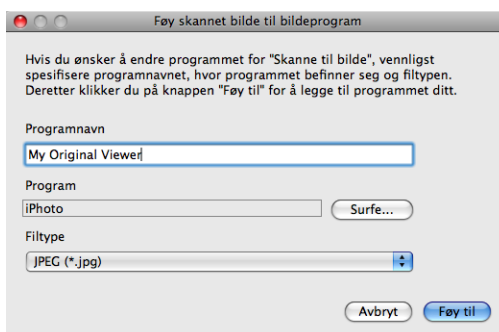 Føy skannet bilde til bildeprogram
Hvis du ønsker å endre programmet for "Skanne til bilde", vennligst
spesifisere programnavnet, hvor programmet befinner seg og filtypen.
Deretter klikker du på knappen "Føy til" for å legge til programmet ditt.
Programnavn
My Original Viewer
Program
iPhoto
Surfe...
Filtype
JPEG (*.jpg)
Avbryt
Føy til